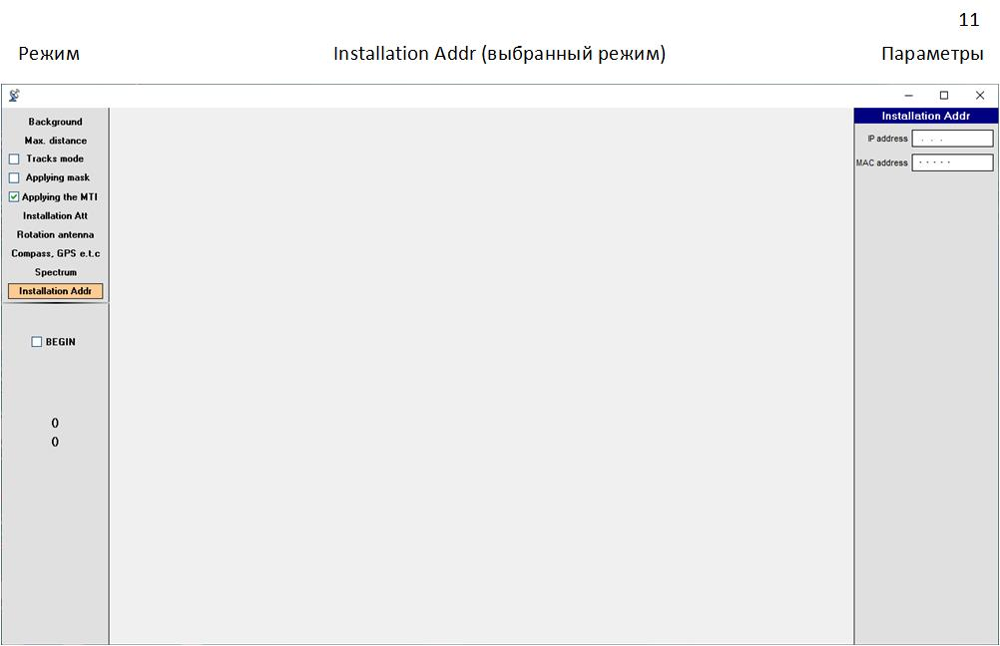 11
Режим Installation Addr (выбранный режим) Параметры
Background
Max. distance
Tracks mode
Applying mask
Applying the MTI
Installation Att
Rotation antenna
Compass, GPS e.t.c
Spectrum
Installation Addr
BEGIN
0
0
Installation Addr
IP address . . .
MAC address . . . . .